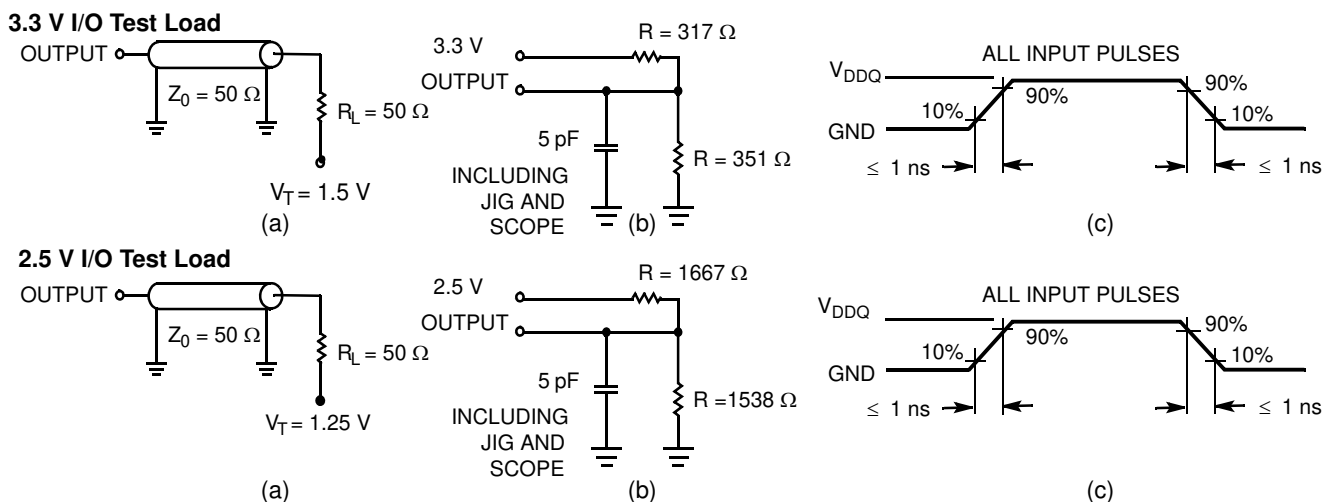 3.3 V I/O Test Load
OUTPUT
Z0 = 50 Ω
RL = 50 Ω
VT = 1.5 V
(a)
3.3 V
OUTPUT
R = 317 Ω
5 pF
INCLUDING
JIG AND
SCOPE
R = 351 Ω
(b)
ALL INPUT PULSES
VDDQ
GND
10%
90%
90%
10%
≤ 1 ns
≤ 1 ns
(c)
2.5 V I/O Test Load
OUTPUT
Z0 = 50 Ω
RL = 50 Ω
VT = 1.25 V
(a)
2.5 V
OUTPUT
R = 1667 Ω
5 pF
INCLUDING
JIG AND
SCOPE
R =1538 Ω
(b)
ALL INPUT PULSES
VDDQ
GND
10%
90%
90%
10%
≤ 1 ns
≤ 1 ns
(c)